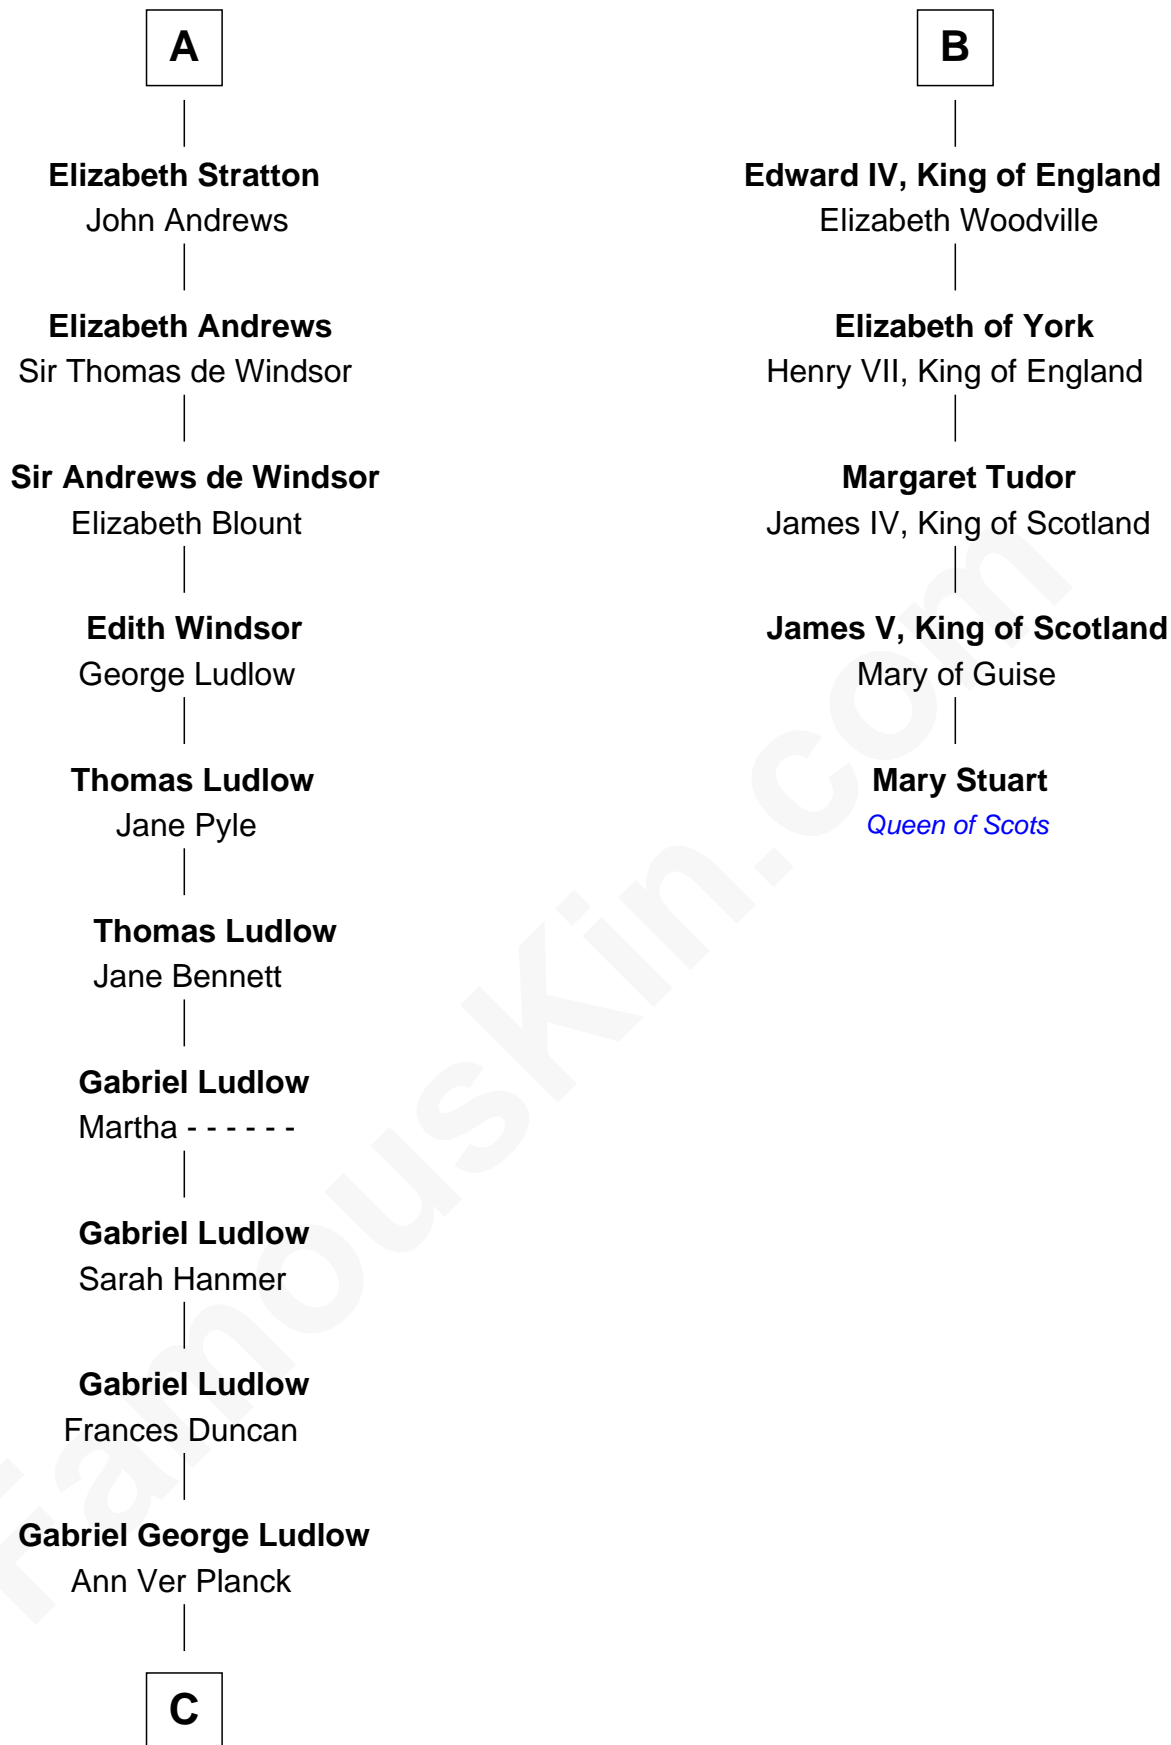 A
Elizabeth Stratton
John Andrews
Elizabeth Andrews
Sir Thomas de Windsor
Sir Andrews de Windsor
Elizabeth Blount
Edith Windsor
George Ludlow
Thomas Ludlow
Jane Pyle
Thomas Ludlow
Jane Bennett
Gabriel Ludlow
Martha - - - - - -
Gabriel Ludlow
Sarah Hanmer
Gabriel Ludlow
Frances Duncan
Gabriel George Ludlow
Ann Ver Planck
C
B
Edward IV, King of England
Elizabeth Woodville
Elizabeth of York
Henry VII, King of England
Margaret Tudor
James IV, King of Scotland
James V, King of Scotland
Mary of Guise
Mary Stuart
Queen of Scots
FamousKin.com